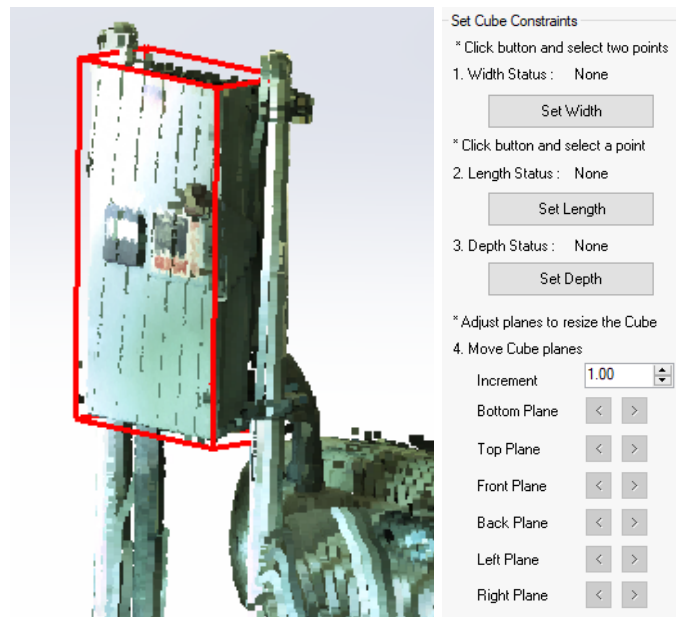 Set Cube Constraints
* Click button and select two points
1. Width Status : None
Set Width
* Click button and select a point
2. Length Status : None
Set Length
3. Depth Status : None
Set Depth
* Adjust planes to resize the Cube
4. Move Cube planes
Increment 1.00
Bottom Plane < >
Top Plane < >
Front Plane < >
Back Plane < >
Left Plane < >
Right Plane < >